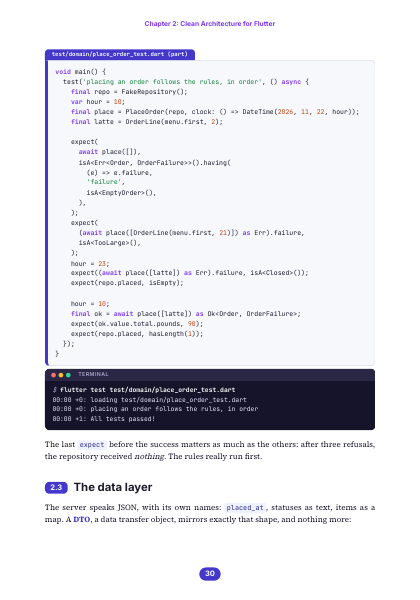 Chapter 2: Clean Architecture for Flutter
test/domain/place_order_test.dart (part)
void main() {
  test('placing an order follows the rules, in order', () async {
    final repo = FakeRepository();
    var hour = 10;
    final place = PlaceOrder(repo, clock: () => DateTime(2026, 11, 22, hour));
    final latte = OrderLine(menu.first, 2);

    expect(
      await place([]),
      isA<Err<Order, OrderFailure>>().having(
        (e) => e.failure,
        'failure',
        isA<EmptyOrder>(),
      ),
    );
    expect(
      (await place([OrderLine(menu.first, 21)]) as Err).failure,
      isA<TooLarge>(),
    );
    hour = 23;
    expect((await place([latte]) as Err).failure, isA<Closed>());
    expect(repo.placed, isEmpty);

    hour = 10;
    final ok = await place([latte]) as Ok<Order, OrderFailure>;
    expect(ok.value.total.pounds, 90);
    expect(repo.placed, hasLength(1));
  });
}
TERMINAL
$ flutter test test/domain/place_order_test.dart
00:00 +0: loading test/domain/place_order_test.dart
00:00 +0: placing an order follows the rules, in order
00:00 +1: All tests passed!
The last expect before the success matters as much as the others: after three refusals,
the repository received nothing. The rules really run first.
2.3 The data layer
The server speaks JSON, with its own names: placed_at, statuses as text, items as a
map. A DTO, a data transfer object, mirrors exactly that shape, and nothing more:
30